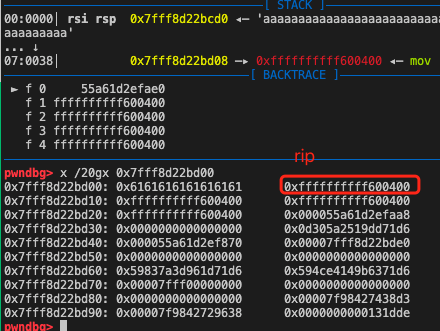 [ STACK ]
00:0000│ rsi rsp 0x7fff8d22bcd0 ◂— 'aaaaaaaaaaaaaaaaaaaaaaaaaaa
aaaaaaaaa'
... ↓
07:0038│ 0x7fff8d22bd08 —▸ 0xffffffffff600400 ◂— mov
[ BACKTRACE ]
► f 0 55a61d2efae0
f 1 ffffffffff600400
f 2 ffffffffff600400
f 3 ffffffffff600400
f 4 ffffffffff600400
rip
pwndbg> x /20gx 0x7fff8d22bd00
0x7fff8d22bd00: 0x6161616161616161 0xffffffffff600400
0x7fff8d22bd10: 0xffffffffff600400 0xffffffffff600400
0x7fff8d22bd20: 0xffffffffff600400 0x000055a61d2efaa8
0x7fff8d22bd30: 0x0000000000000000 0x0d305a2519dd71d6
0x7fff8d22bd40: 0x000055a61d2ef870 0x00007fff8d22bde0
0x7fff8d22bd50: 0x0000000000000000 0x0000000000000000
0x7fff8d22bd60: 0x59837a3d961d71d6 0x594ce4149b6371d6
0x7fff8d22bd70: 0x00007fff00000000 0x0000000000000000
0x7fff8d22bd80: 0x0000000000000000 0x00007f98427438d3
0x7fff8d22bd90: 0x00007f9842729638 0x0000000000131dde
pwndbg>